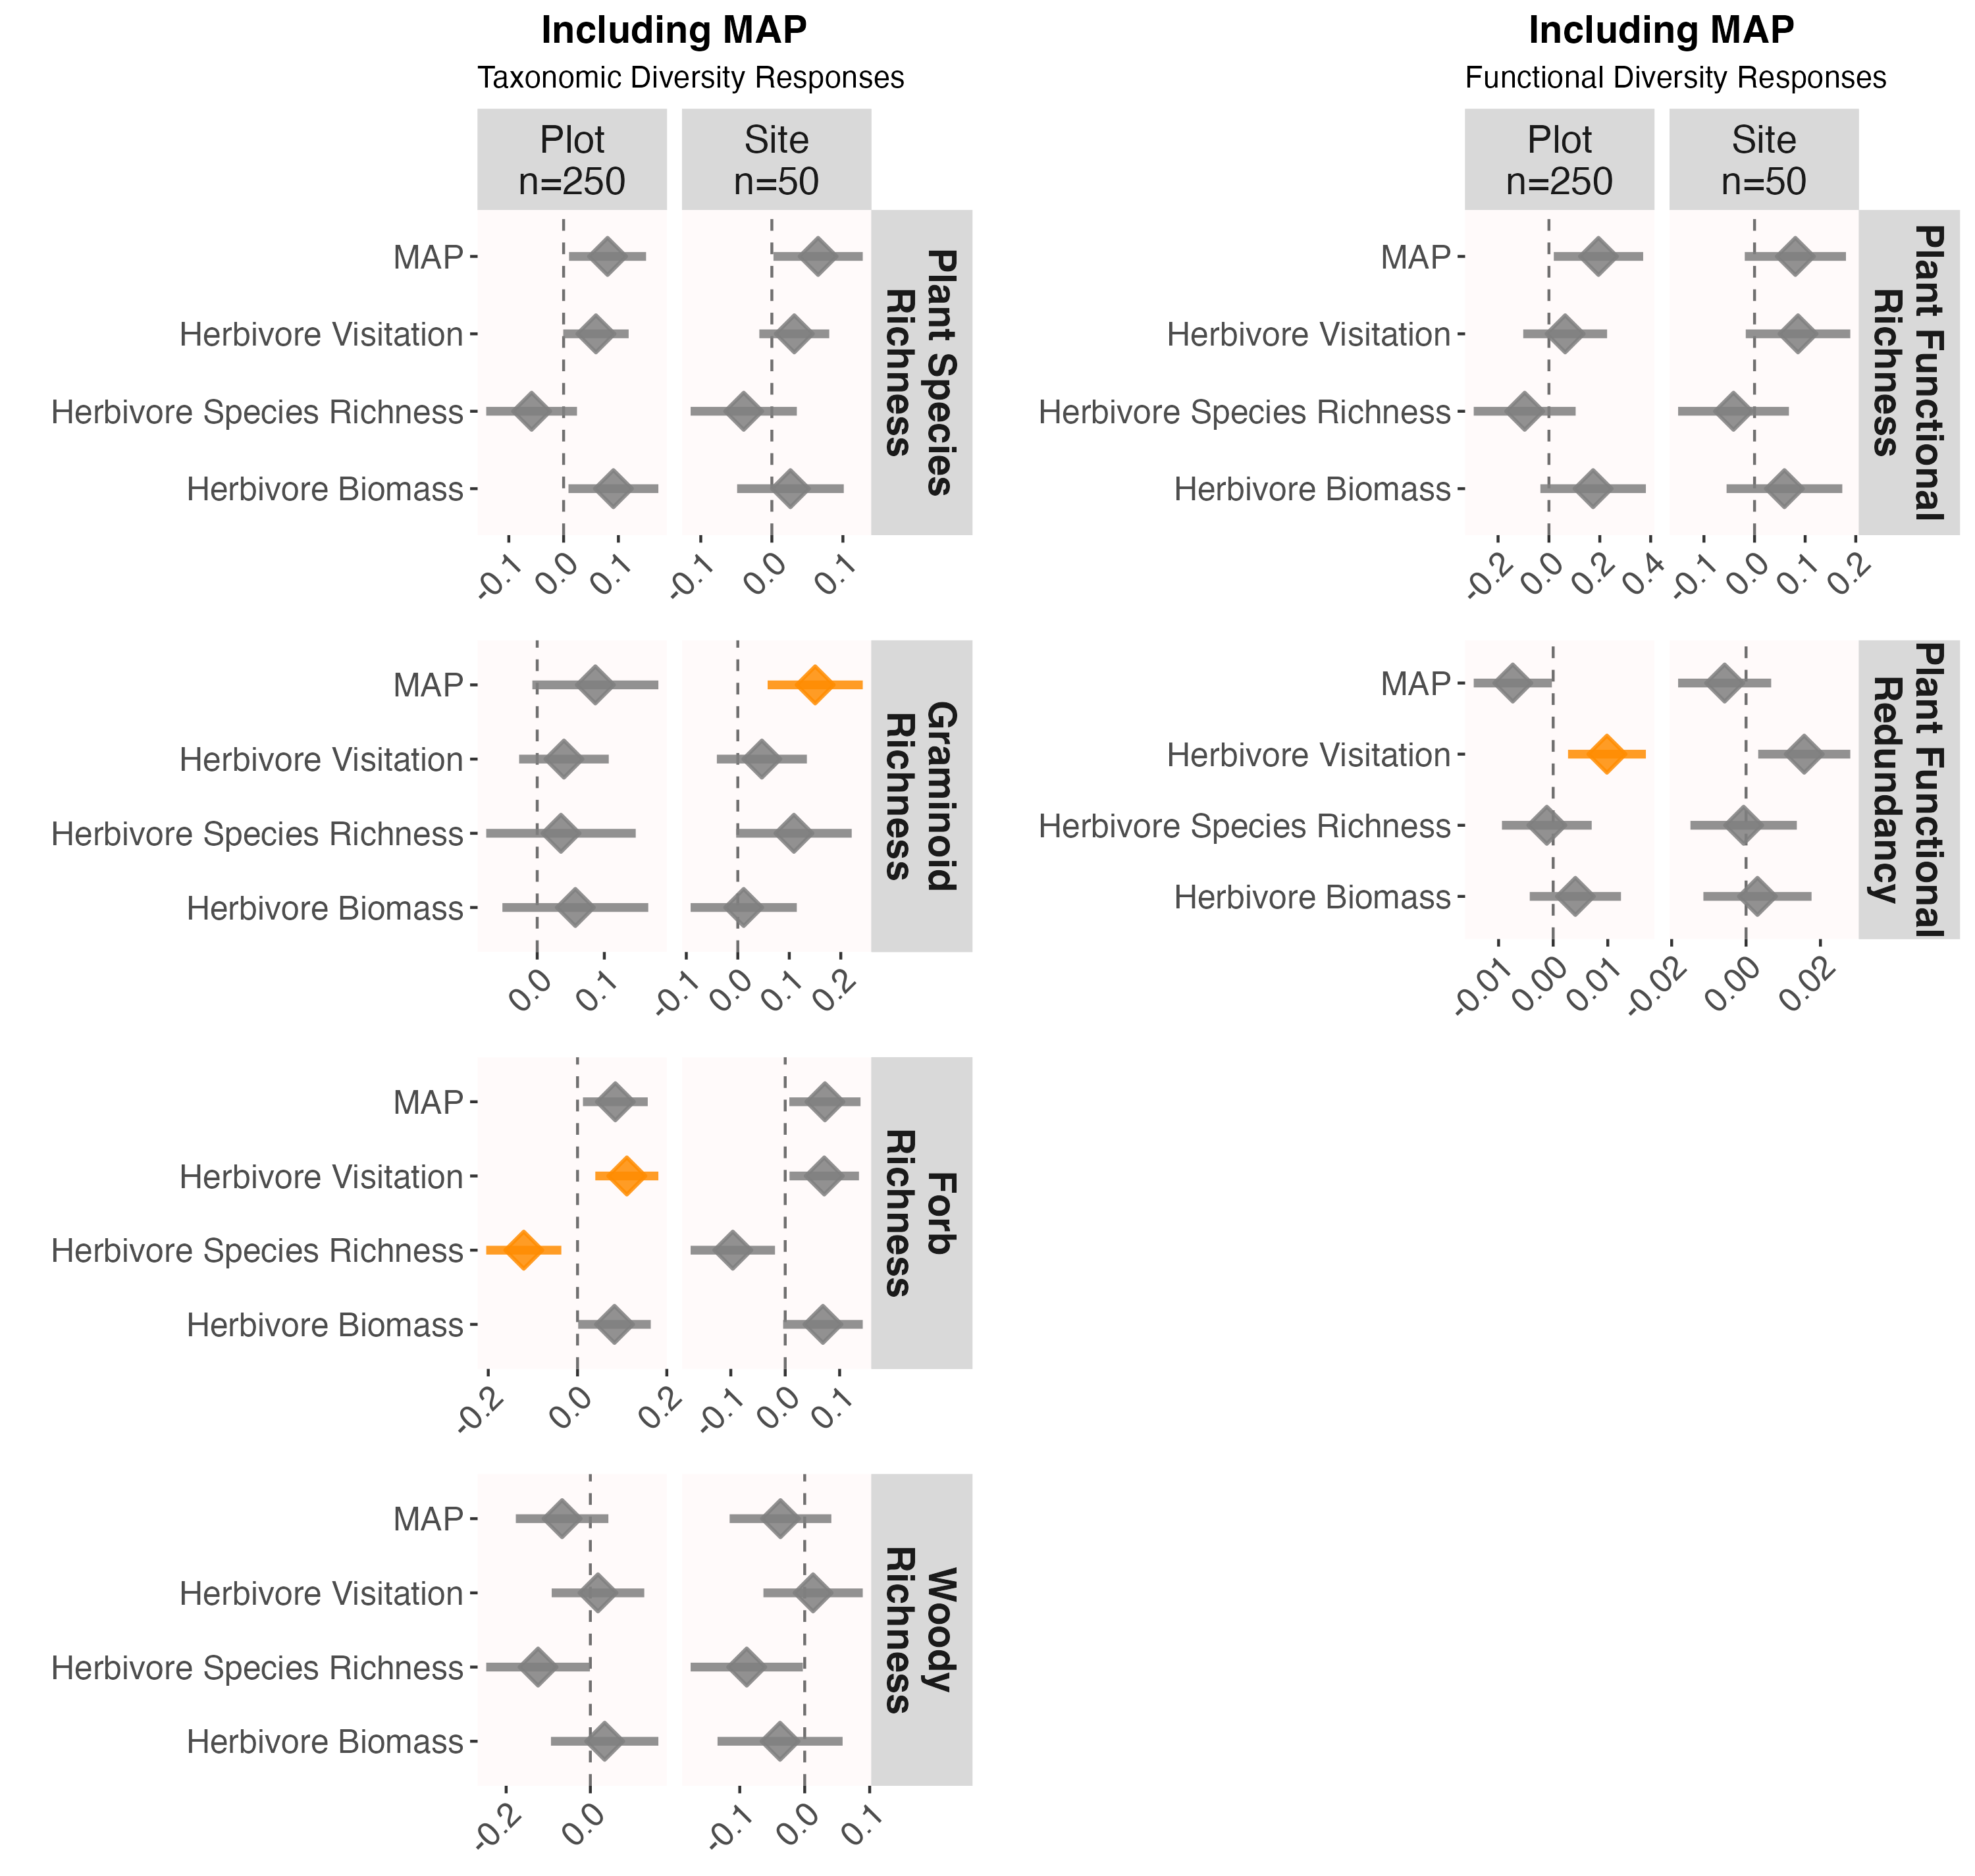 Including MAP
Taxonomic Diversity Responses
Plot
n=250
Site
n=50
MAP
Herbivore Visitation
Herbivore Species Richness
Herbivore Biomass
Plant Species
Richness
-0.1 0.0 0.1
-0.1 0.0 0.1
MAP
Herbivore Visitation
Herbivore Species Richness
Herbivore Biomass
Graminoid
Richness
0.0 0.1
-0.1 0.0 0.1 0.2
MAP
Herbivore Visitation
Herbivore Species Richness
Herbivore Biomass
Forb
Richness
-0.2 0.0 0.2
-0.1 0.0 0.1
MAP
Herbivore Visitation
Herbivore Species Richness
Herbivore Biomass
Woody
Richness
-0.2 0.0
-0.1 0.0 0.1
Including MAP
Functional Diversity Responses
Plot
n=250
Site
n=50
MAP
Herbivore Visitation
Herbivore Species Richness
Herbivore Biomass
Plant Functional
Richness
-0.2 0.0 0.2 0.4
-0.1 0.0 0.1 0.2
MAP
Herbivore Visitation
Herbivore Species Richness
Herbivore Biomass
Plant Functional
Redundancy
-0.01 0.00 0.01
-0.02 0.00 0.02